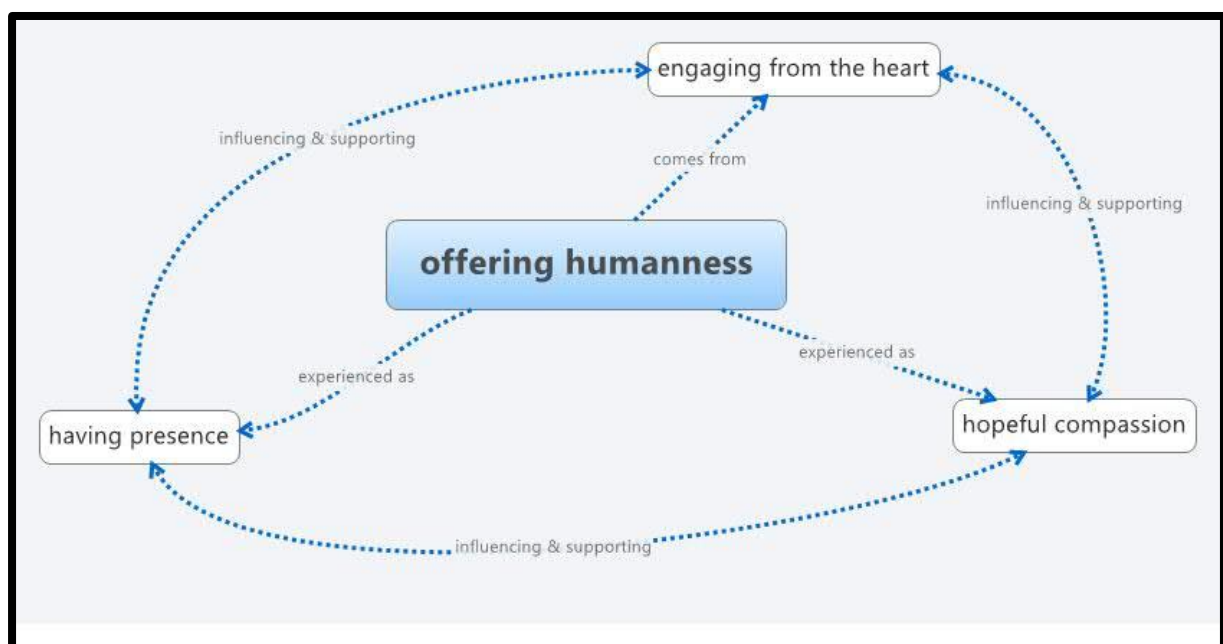 engaging from the heart
influencing & supporting
comes from
influencing & supporting
offering humanness
experienced as
experienced as
having presence
hopeful compassion
influencing & supporting